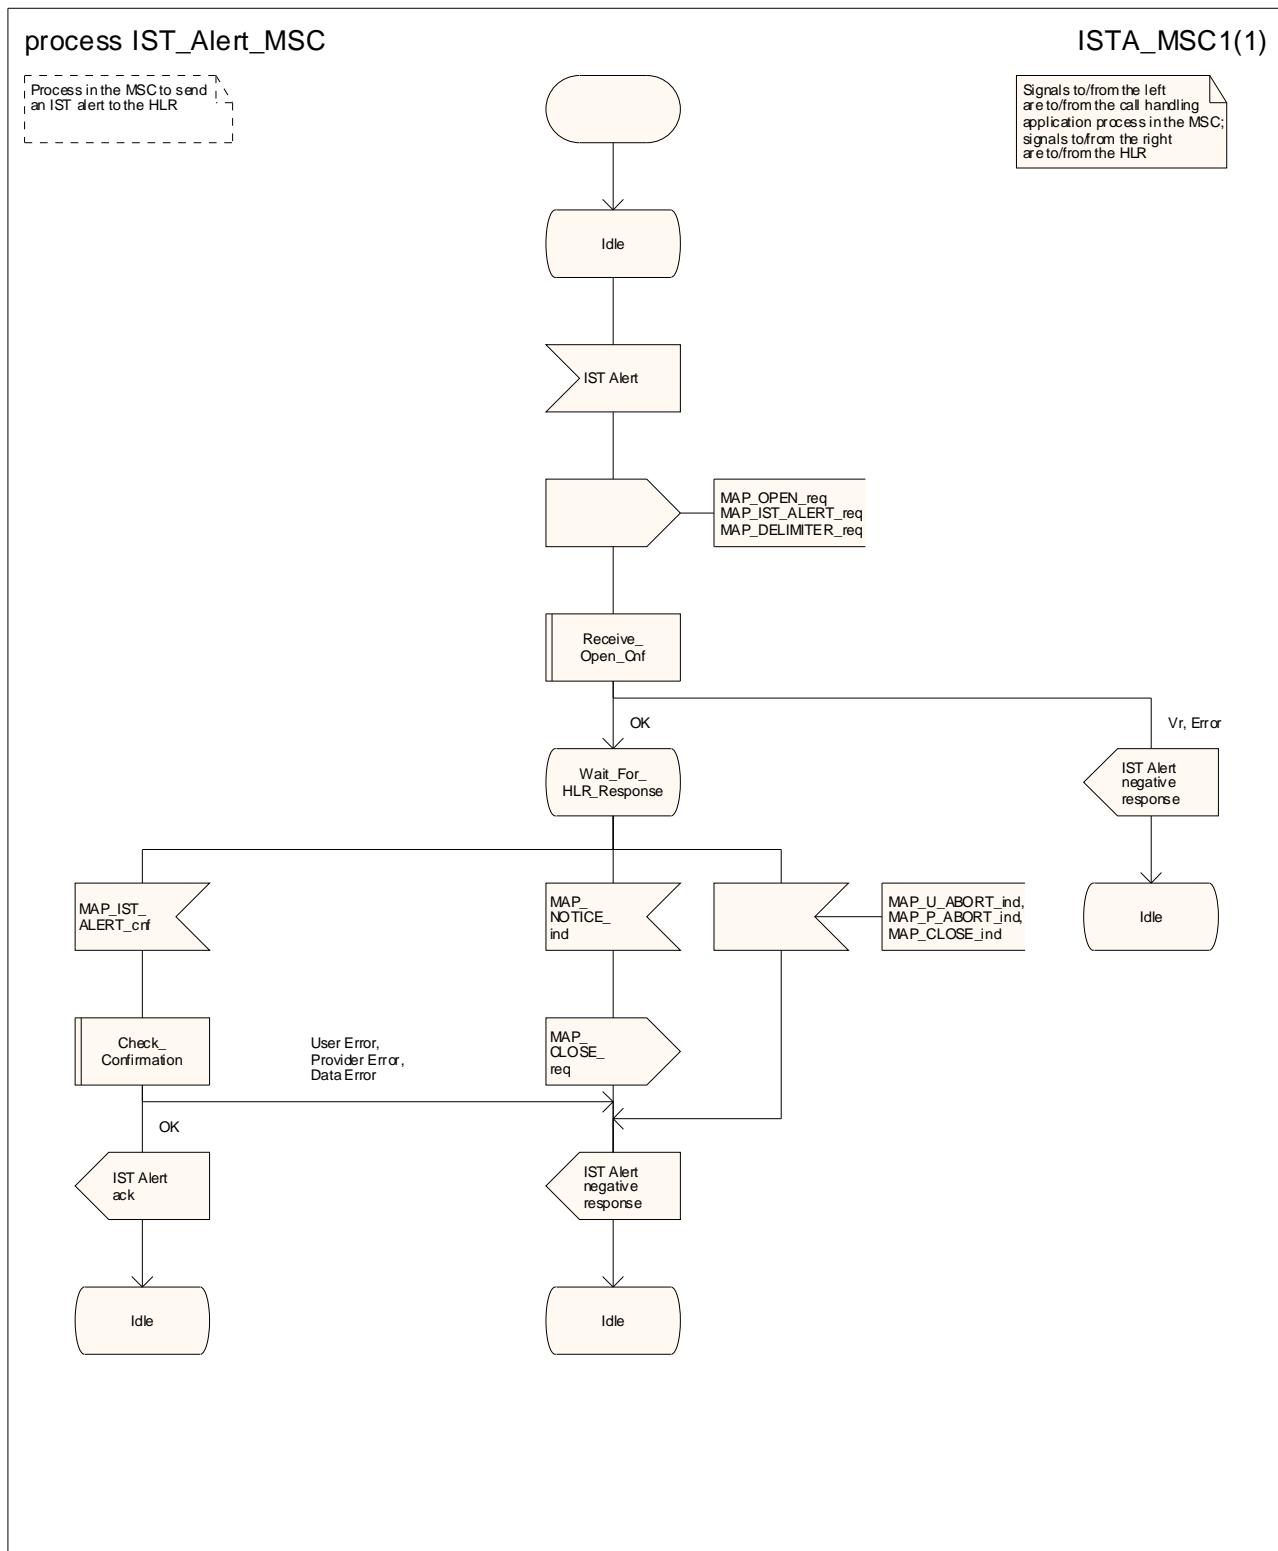 process IST_Alert_MSC
ISTA_MSC1(1)
Process in the MSC to send
an IST alert to the HLR
Signals to/from the left
are to/from the call handling
application process in the MSC;
signals to/from the right
are to/from the HLR
Idle
IST Alert
MAP_OPEN_req
MAP_IST_ALERT_req
MAP_DELIMITER_req
Receive_
Open_Cnf
OK
Vr, Error
Wait_For_
HLR_Response
IST Alert
negative
response
MAP_IST_
ALERT_cnf
MAP_
NOTICE_
ind
MAP_U_ABORT_ind,
MAP_P_ABORT_ind,
MAP_CLOSE_ind
Idle
Check_
Confirmation
User Error,
Provider Error,
Data Error
MAP_
CLOSE_
req
OK
IST Alert
ack
IST Alert
negative
response
Idle
Idle